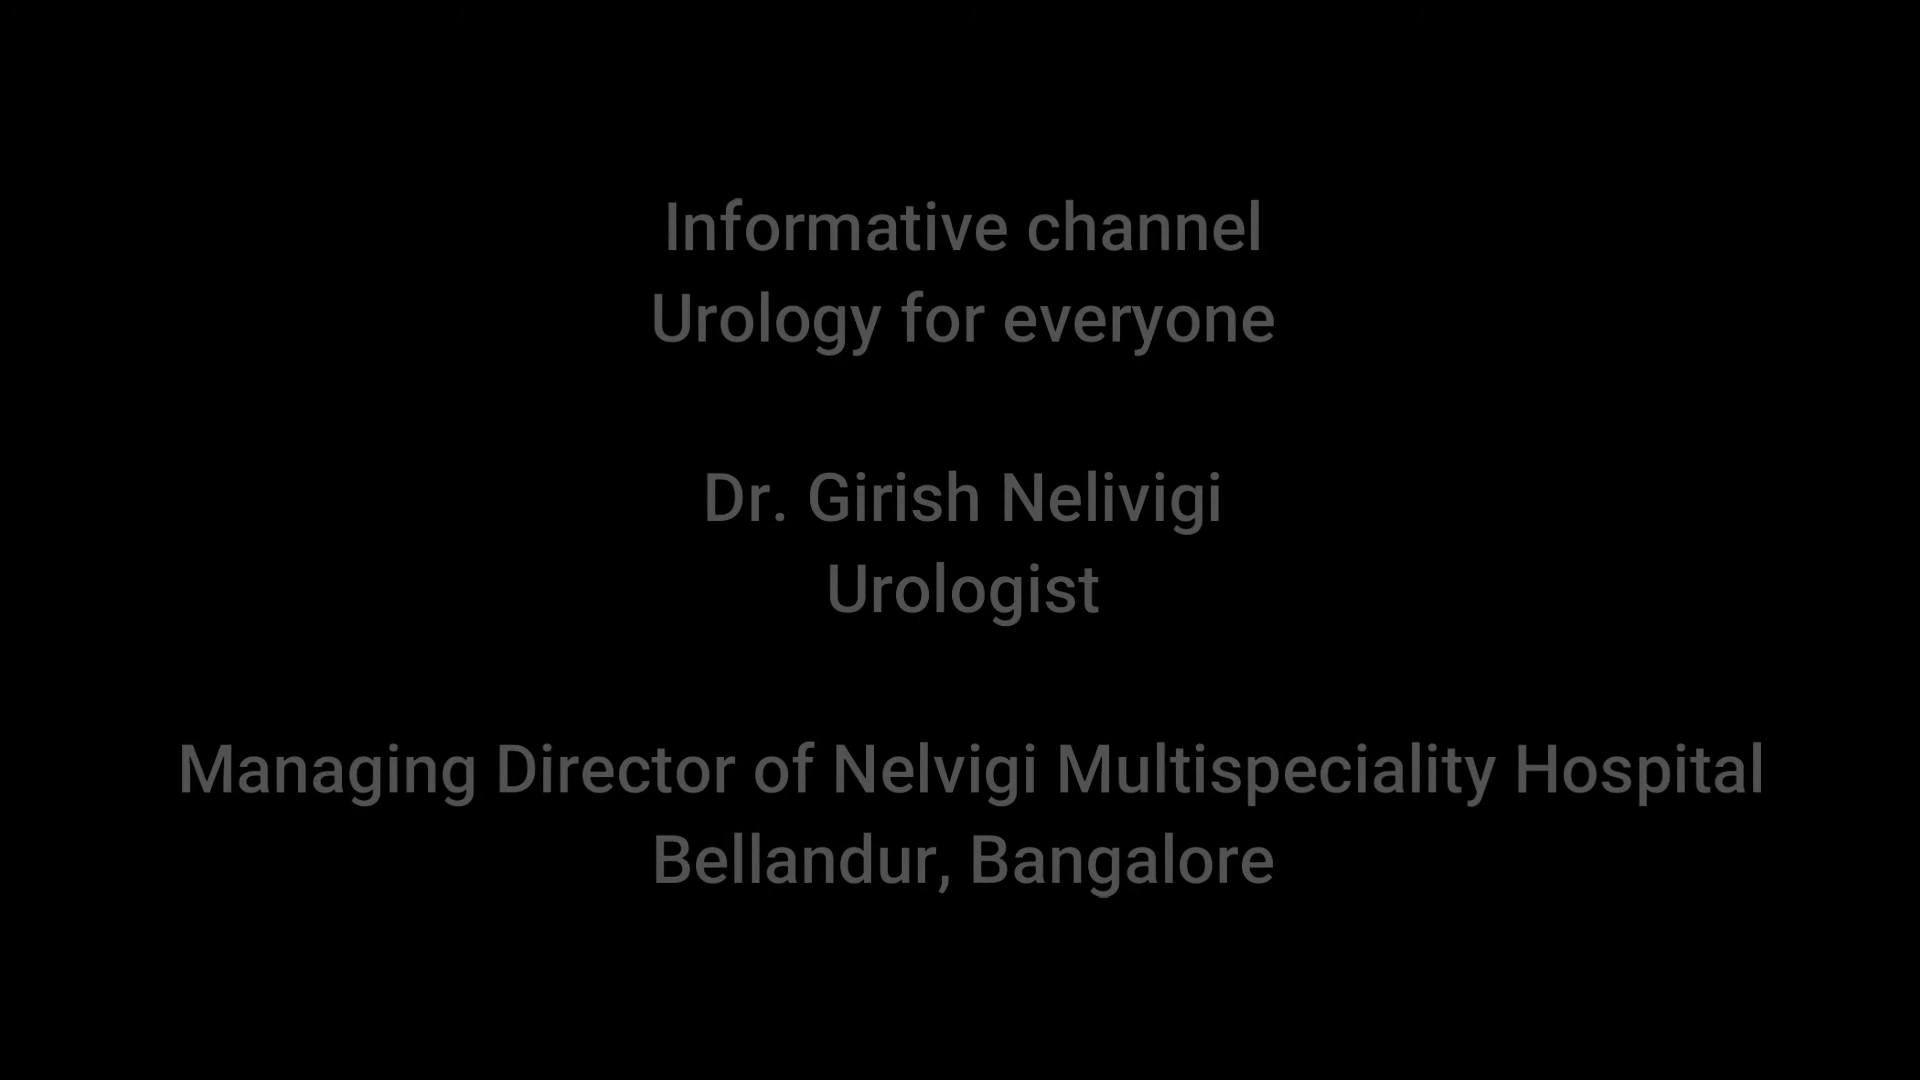 Informative channel
Urology for everyone
Dr. Girish Nelivigi
Urologist
Managing Director of Nelvigi Multispeciality Hospital
Bellandur, Bangalore